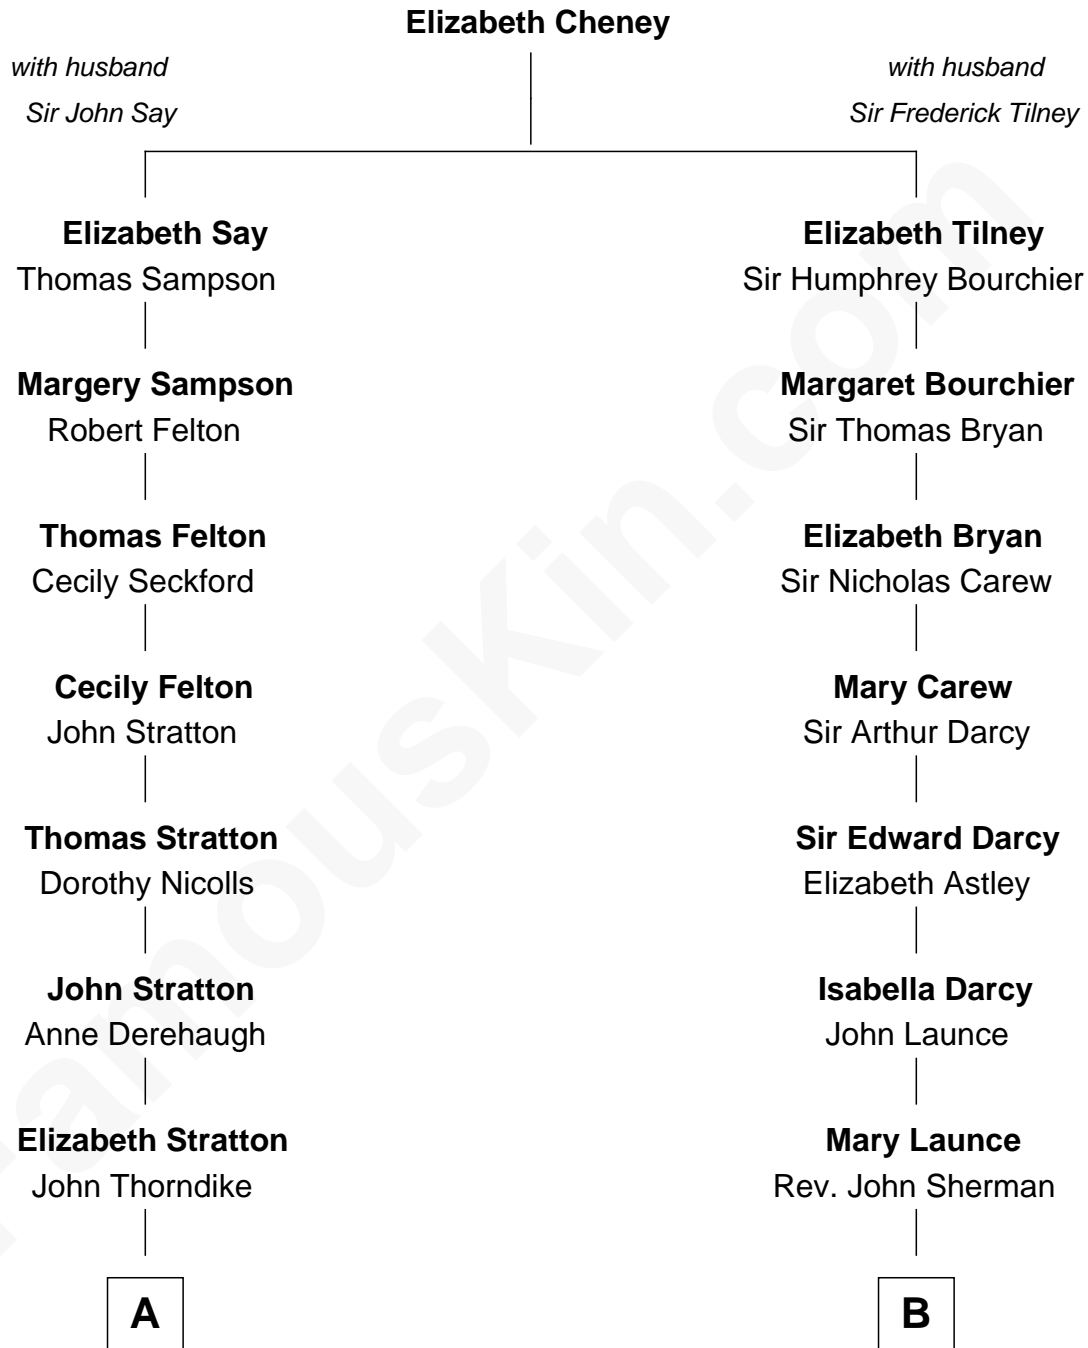 Elizabeth Cheney
with husband
Sir John Say
with husband
Sir Frederick Tilney
Elizabeth Say
Thomas Sampson
Margery Sampson
Robert Felton
Thomas Felton
Cecily Seckford
Cecily Felton
John Stratton
Thomas Stratton
Dorothy Nicolls
John Stratton
Anne Derehaugh
Elizabeth Stratton
John Thorndike
A
Elizabeth Tilney
Sir Humphrey Bourchier
Margaret Bourchier
Sir Thomas Bryan
Elizabeth Bryan
Sir Nicholas Carew
Mary Carew
Sir Arthur Darcy
Sir Edward Darcy
Elizabeth Astley
Isabella Darcy
John Launce
Mary Launce
Rev. John Sherman
B
FamousKin.com